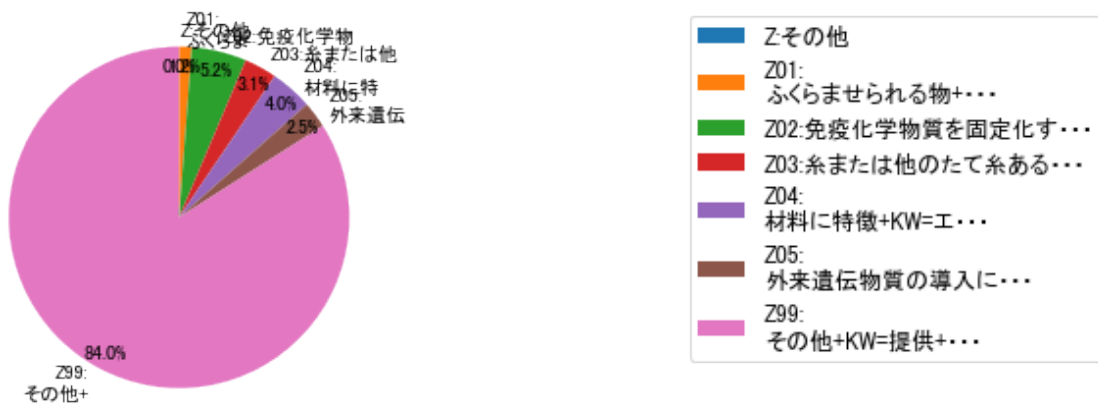 Z01:
Z:その他
ふくらま
Z02:免疫化学物
Z03:糸または他
Z04:
材料に特
Z05:
外来遺伝
0.0%
1.2%
5.2%
3.1%
4.0%
2.5%
84.0%
Z99:
その他+
Z:その他
Z01:
ふくらませられる物+・・・
Z02:免疫化学物質を固定化す・・・
Z03:糸または他のたて糸ある・・・
Z04:
材料に特徴+KW=エ・・・
Z05:
外来遺伝物質の導入に・・・
Z99:
その他+KW=提供+・・・